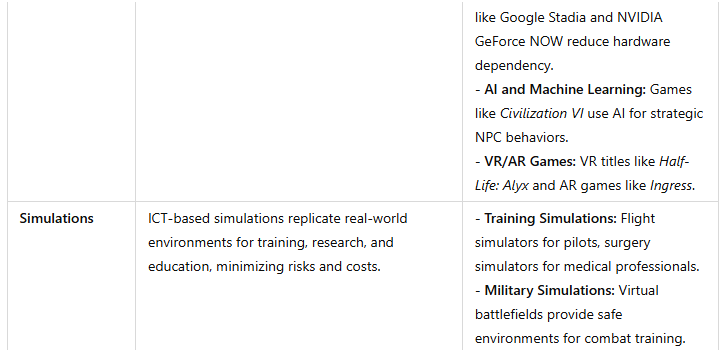 like Google Stadia and NVIDIA
GeForce NOW reduce hardware
dependency.
- AI and Machine Learning: Games
like Civilization VI use AI for strategic
NPC behaviors.
- VR/AR Games: VR titles like Half-
Life: Alyx and AR games like Ingress.
Simulations
ICT-based simulations replicate real-world
environments for training, research, and
education, minimizing risks and costs.
- Training Simulations: Flight
simulators for pilots, surgery
simulators for medical professionals.
- Military Simulations: Virtual
battlefields provide safe
environments for combat training.